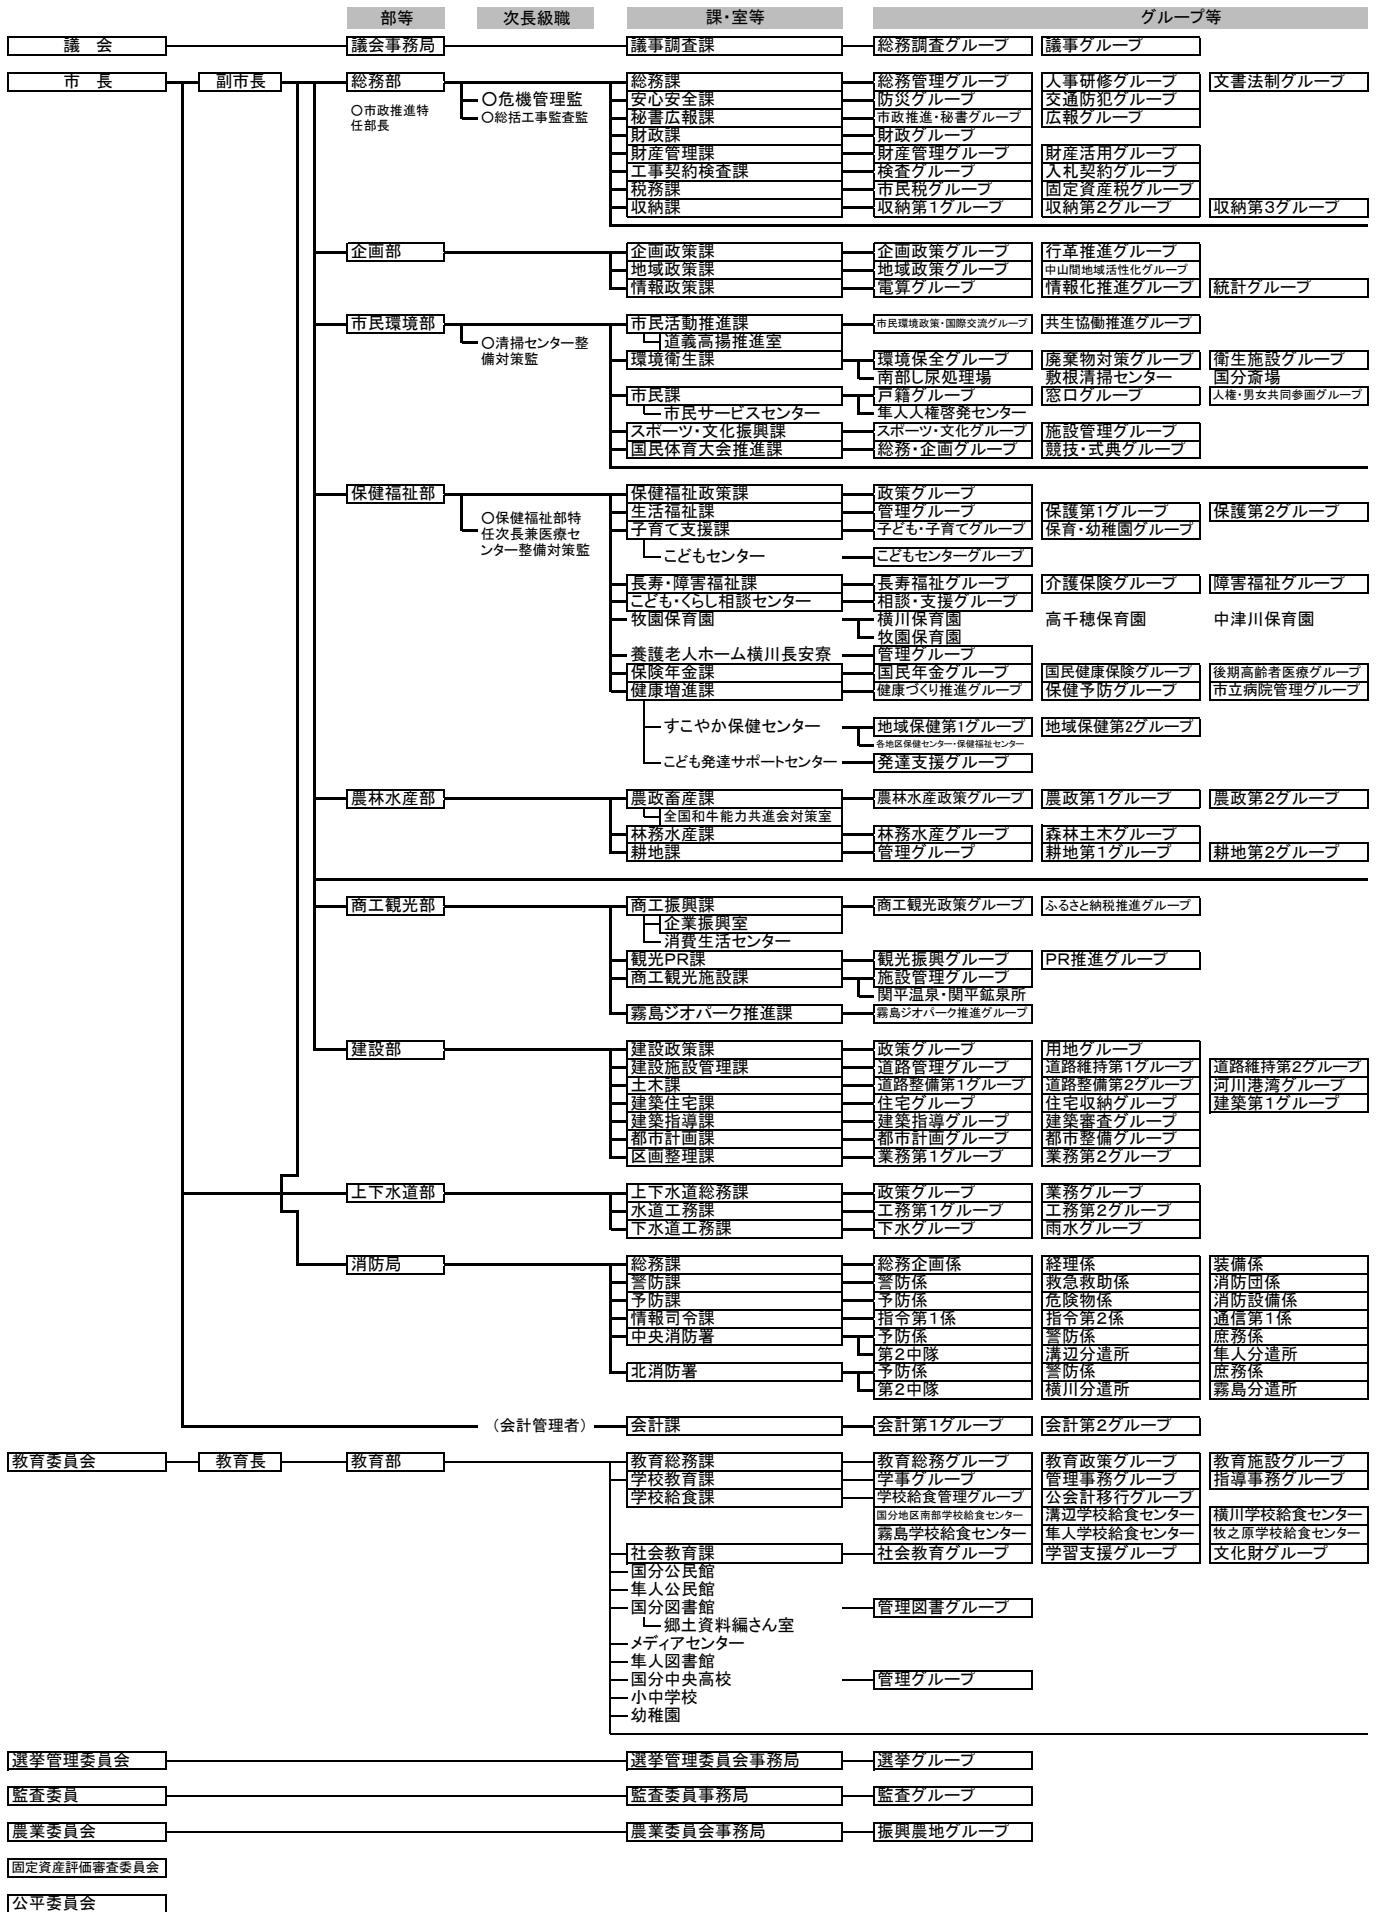 部等 次長級職 課・室等 グループ等
議　会 議会事務局 議事調査課 総務調査グループ 議事グループ
市　長 副市長 総務部 総務課 総務管理グループ 人事研修グループ 文書法制グループ
○危機管理監 安心安全課 防災グループ 交通防犯グループ
○市政推進特 ○総括工事監査監 秘書広報課 市政推進・秘書グループ 広報グループ
任部長
財政課 財政グループ
財産管理課 財産管理グループ 財産活用グループ
工事契約検査課 検査グループ 入札契約グループ
税務課 市民税グループ 固定資産税グループ
収納課 収納第1グループ 収納第2グループ 収納第3グループ
企画部 企画政策課 企画政策グループ 行革推進グループ
地域政策課 地域政策グループ 中山間地域活性化グループ
情報政策課 電算グループ 情報化推進グループ 統計グループ
市民環境部 市民活動推進課 市民環境政策・国際交流グループ 共生協働推進グループ
○清掃センター整 道義高揚推進室
備対策監 環境衛生課 環境保全グループ 廃棄物対策グループ 衛生施設グループ
南部し尿処理場 敷根清掃センター 国分斎場
市民課 戸籍グループ 窓口グループ 人権・男女共同参画グループ
市民サービスセンター 隼人人権啓発センター
スポーツ・文化振興課 スポーツ・文化グループ 施設管理グループ
国民体育大会推進課 総務・企画グループ 競技・式典グループ
保健福祉部 保健福祉政策課 政策グループ
生活福祉課 管理グループ 保護第1グループ 保護第2グループ
○保健福祉部特
任次長兼医療セ
ンター整備対策監
子育て支援課 子ども・子育てグループ 保育・幼稚園グループ
こどもセンター こどもセンターグループ
長寿・障害福祉課 長寿福祉グループ 介護保険グループ 障害福祉グループ
こども・くらし相談センター 相談・支援グループ
牧園保育園 横川保育園 高千穂保育園 中津川保育園
牧園保育園
養護老人ホーム横川長安寮 管理グループ
保険年金課 国民年金グループ 国民健康保険グループ 後期高齢者医療グループ
健康増進課 健康づくり推進グループ 保健予防グループ 市立病院管理グループ
すこやか保健センター 地域保健第1グループ 地域保健第2グループ
各地区保健センター・保健福祉センター
こども発達サポートセンター 発達支援グループ
農林水産部 農政畜産課 農林水産政策グループ 農政第1グループ 農政第2グループ
全国和牛能力共進会対策室
林務水産課 林務水産グループ 森林土木グループ
耕地課 管理グループ 耕地第1グループ 耕地第2グループ
商工観光部 商工振興課 商工観光政策グループ ふるさと納税推進グループ
企業振興室
消費生活センター
観光PR課 観光振興グループ PR推進グループ
商工観光施設課 施設管理グループ
関平温泉・関平鉱泉所
霧島ジオパーク推進課 霧島ジオパーク推進グループ
建設部 建設政策課 政策グループ 用地グループ
建設施設管理課 道路管理グループ 道路維持第1グループ 道路維持第2グループ
土木課 道路整備第1グループ 道路整備第2グループ 河川港湾グループ
建築住宅課 住宅グループ 住宅収納グループ 建築第1グループ
建築指導課 建築指導グループ 建築審査グループ
都市計画課 都市計画グループ 都市整備グループ
区画整理課 業務第1グループ 業務第2グループ
上下水道部 上下水道総務課 政策グループ 業務グループ
水道工務課 工務第1グループ 工務第2グループ
下水道工務課 下水グループ 雨水グループ
消防局 総務課 総務企画係 経理係 装備係
警防課 警防係 救急救助係 消防団係
予防課 予防係 危険物係 消防設備係
情報司令課 指令第1係 指令第2係 通信第1係
中央消防署 予防係 警防係 庶務係
第2中隊 溝辺分遣所 隼人分遣所
北消防署 予防係 警防係 庶務係
第2中隊 横川分遣所 霧島分遣所
（会計管理者） 会計課 会計第1グループ 会計第2グループ
教育委員会 教育長 教育部 教育総務課 教育総務グループ 教育政策グループ 教育施設グループ
学校教育課 学事グループ 管理事務グループ 指導事務グループ
学校給食課 学校給食管理グループ 公会計移行グループ
国分地区南部学校給食センター 溝辺学校給食センター 横川学校給食センター
霧島学校給食センター 隼人学校給食センター 牧之原学校給食センター
社会教育課 社会教育グループ 学習支援グループ 文化財グループ
国分公民館
隼人公民館
国分図書館 管理図書グループ
郷土資料編さん室
メディアセンター
隼人図書館
国分中央高校 管理グループ
小中学校
幼稚園
選挙管理委員会 選挙管理委員会事務局 選挙グループ
監査委員 監査委員事務局 監査グループ
農業委員会 農業委員会事務局 振興農地グループ
固定資産評価審査委員会
公平委員会